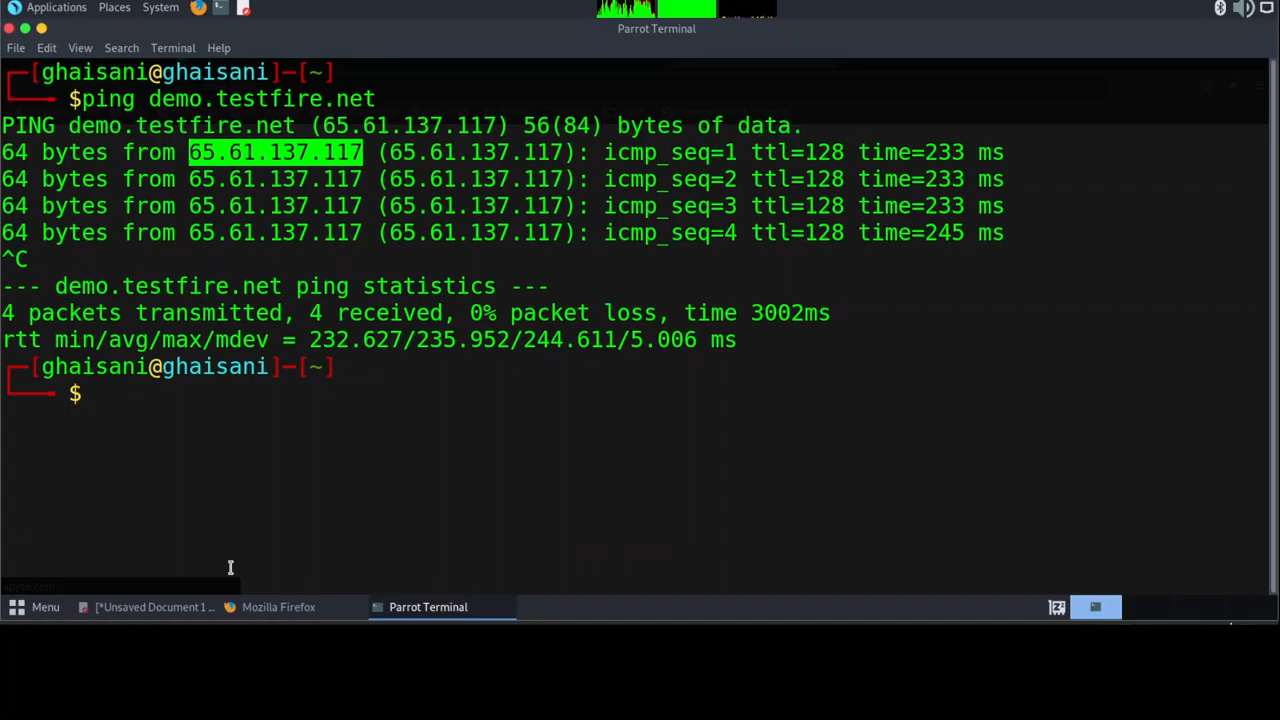 Applications Places System
Parrot Terminal
File Edit View Search Terminal Help
┌─[ghaisani@ghaisani]─[~]
└──╼ $ping demo.testfire.net
PING demo.testfire.net (65.61.137.117) 56(84) bytes of data.
64 bytes from 65.61.137.117 (65.61.137.117): icmp_seq=1 ttl=128 time=233 ms
64 bytes from 65.61.137.117 (65.61.137.117): icmp_seq=2 ttl=128 time=233 ms
64 bytes from 65.61.137.117 (65.61.137.117): icmp_seq=3 ttl=128 time=233 ms
64 bytes from 65.61.137.117 (65.61.137.117): icmp_seq=4 ttl=128 time=245 ms
^C
--- demo.testfire.net ping statistics ---
4 packets transmitted, 4 received, 0% packet loss, time 3002ms
rtt min/avg/max/mdev = 232.627/235.952/244.611/5.006 ms
┌─[ghaisani@ghaisani]─[~]
└──╼ $
Menu [*Unsaved Document 1 ... Mozilla Firefox Parrot Terminal